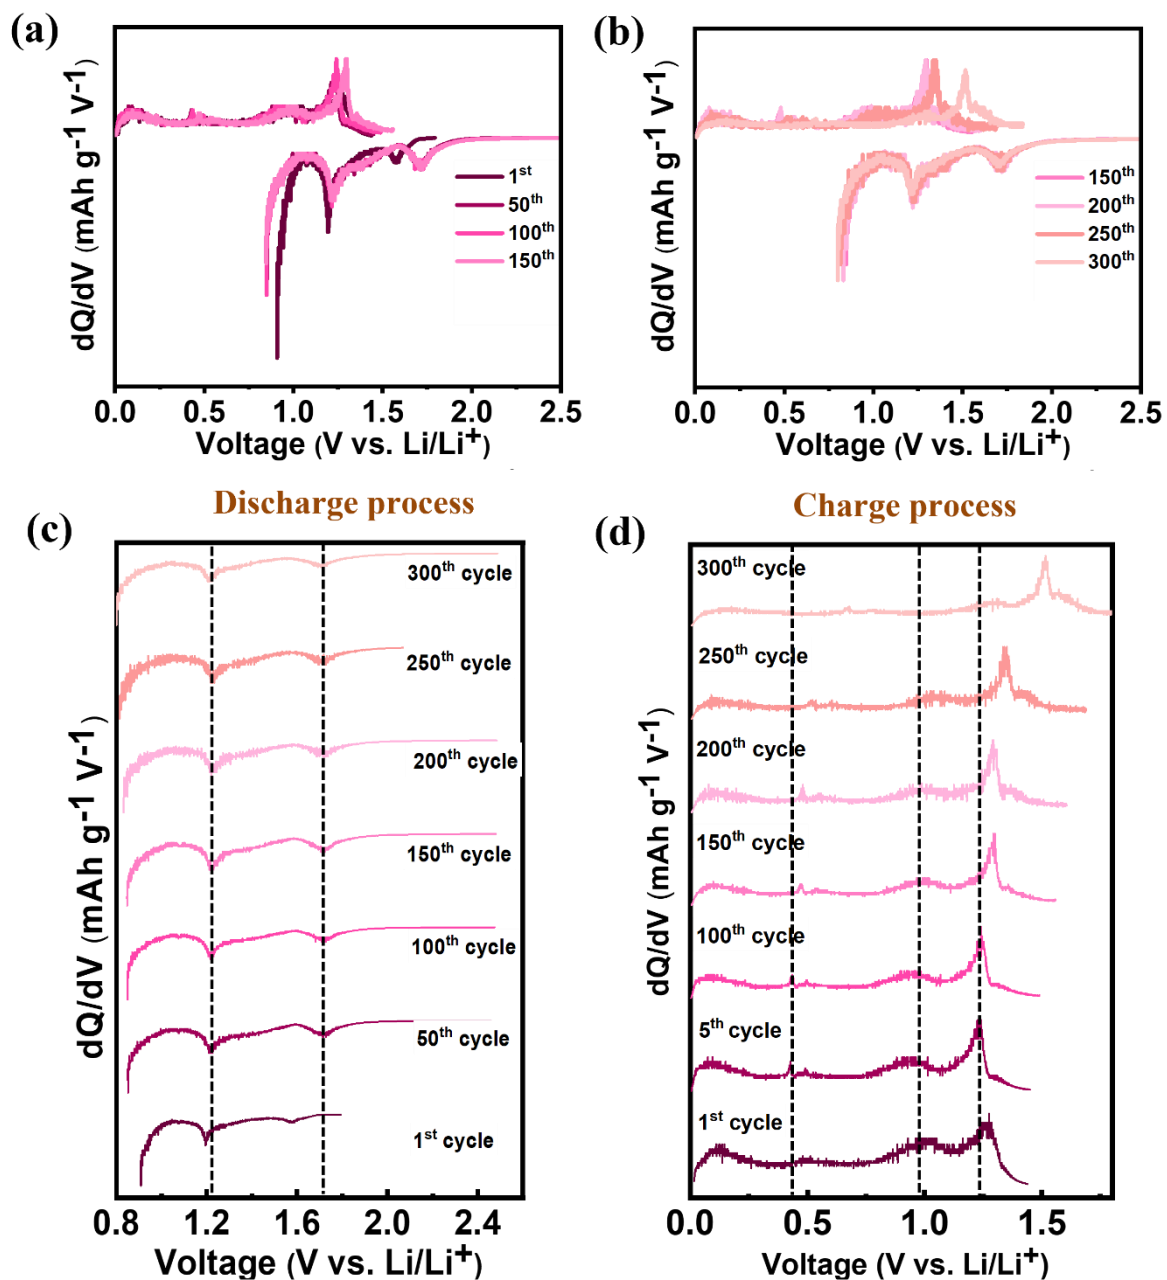 (a)
dQ/dV (mAh g⁻¹ V⁻¹)
1ˢᵗ
50ᵗʰ
100ᵗʰ
150ᵗʰ
0.0 0.5 1.0 1.5 2.0 2.5
Voltage (V vs. Li/Li⁺)
(b)
dQ/dV (mAh g⁻¹ V⁻¹)
150ᵗʰ
200ᵗʰ
250ᵗʰ
300ᵗʰ
0.0 0.5 1.0 1.5 2.0 2.5
Voltage (V vs. Li/Li⁺)
(c)
Discharge process
dQ/dV (mAh g⁻¹ V⁻¹)
300ᵗʰ cycle
250ᵗʰ cycle
200ᵗʰ cycle
150ᵗʰ cycle
100ᵗʰ cycle
50ᵗʰ cycle
1ˢᵗ cycle
0.8 1.2 1.6 2.0 2.4
Voltage (V vs. Li/Li⁺)
(d)
Charge process
dQ/dV (mAh g⁻¹ V⁻¹)
300ᵗʰ cycle
250ᵗʰ cycle
200ᵗʰ cycle
150ᵗʰ cycle
100ᵗʰ cycle
5ᵗʰ cycle
1ˢᵗ cycle
0.0 0.5 1.0 1.5
Voltage (V vs. Li/Li⁺)